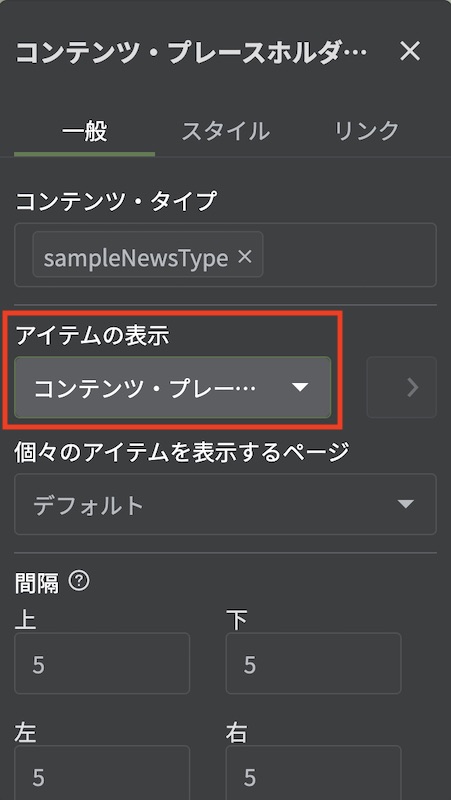 コンテンツ・プレースホルダ… ×
一般 スタイル リンク
コンテンツ・タイプ
sampleNewsType ×
アイテムの表示
コンテンツ・プレー…
個々のアイテムを表示するページ
デフォルト
間隔 ?
上 下
5 5
左 右
5 5